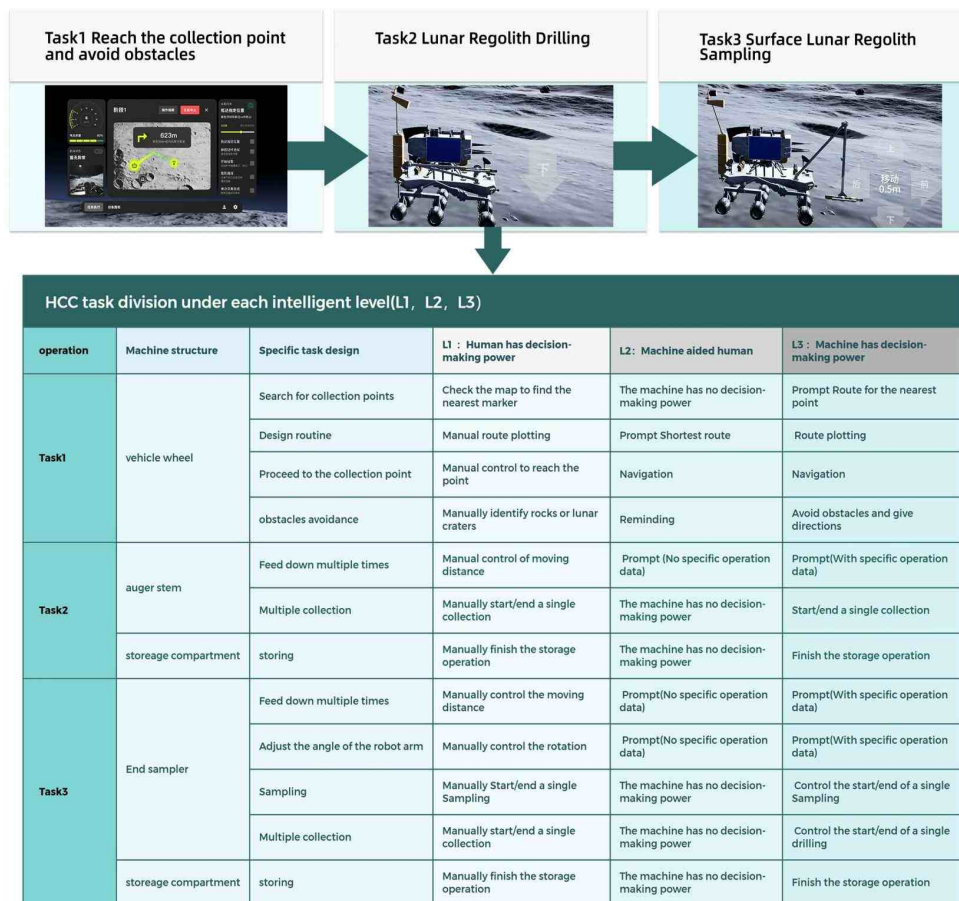 Task1 Reach the collection point
and avoid obstacles
Task2 Lunar Regolith Drilling
Task3 Surface Lunar Regolith
Sampling
阶段1
623m
下
上
移动
0.5m
前
下
HCC task division under each intelligent level(L1, L2, L3)
operation
Machine structure
Specific task design
L1 : Human has decision-
making power
L2: Machine aided human
L3 : Machine has decision-
making power
Task1
vehicle wheel
Search for collection points
Check the map to find the
nearest marker
The machine has no decision-
making power
Prompt Route for the nearest
point
Design routine
Manual route plotting
Prompt Shortest route
Route plotting
Proceed to the collection point
Manual control to reach the
point
Navigation
Navigation
obstacles avoidance
Manually identify rocks or lunar
craters
Reminding
Avoid obstacles and give
directions
Task2
auger stem
Feed down multiple times
Manual control of moving
distance
Prompt (No specific operation
data)
Prompt(With specific operation
data)
Multiple collection
Manually start/end a single
collection
The machine has no decision-
making power
Start/end a single collection
storeage compartment
storing
Manually finish the storage
operation
The machine has no decision-
making power
Finish the storage operation
Task3
End sampler
Feed down multiple times
Manually control the moving
distance
Prompt(No specific operation
data)
Prompt(With specific operation
data)
Adjust the angle of the robot arm
Manually control the rotation
Prompt(No specific operation
data)
Prompt(With specific operation
data)
Sampling
Manually Start/end a single
Sampling
The machine has no decision-
making power
Control the start/end of a single
Sampling
Multiple collection
Manually start/end a single
collection
The machine has no decision-
making power
Control the start/end of a single
drilling
storeage compartment
storing
Manually finish the storage
operation
The machine has no decision-
making power
Finish the storage operation